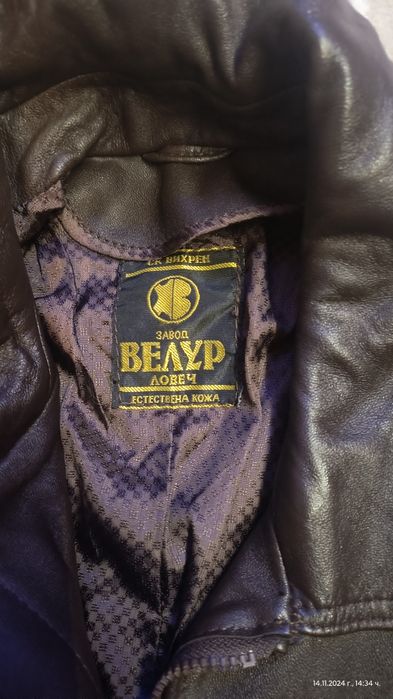 СК ВИХРЕН
ЗАВОД
ВЕЛУР
ЛОВЕЧ
ЕСТЕСТВЕНА КОЖА
14.11.2024 г., 14:34 ч.